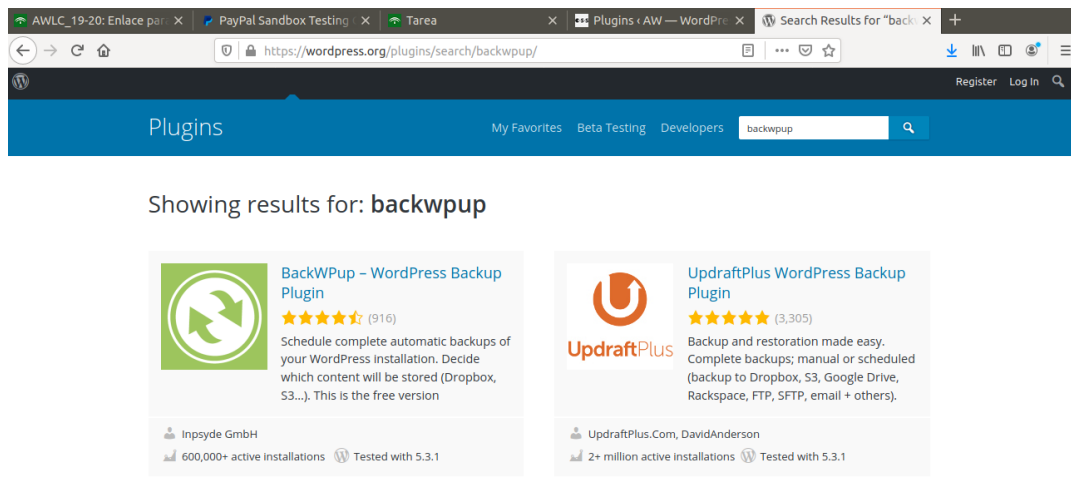 AWLC_19-20: Enlace par
PayPal Sandbox Testing
Tarea
Plugins ‹ AW — WordPre
Search Results for “back
https://wordpress.org/plugins/search/backwpup/
Register Log In
Plugins
My Favorites Beta Testing Developers
backwpup
Showing results for: backwpup
BackWPup – WordPress Backup
Plugin
(916)
Schedule complete automatic backups of
your WordPress installation. Decide
which content will be stored (Dropbox,
S3...). This is the free version
Inpsyde GmbH
600,000+ active installations Tested with 5.3.1
UpdraftPlus
UpdraftPlus WordPress Backup
Plugin
(3,305)
Backup and restoration made easy.
Complete backups; manual or scheduled
(backup to Dropbox, S3, Google Drive,
Rackspace, FTP, SFTP, email + others).
UpdraftPlus.Com, DavidAnderson
2+ million active installations Tested with 5.3.1